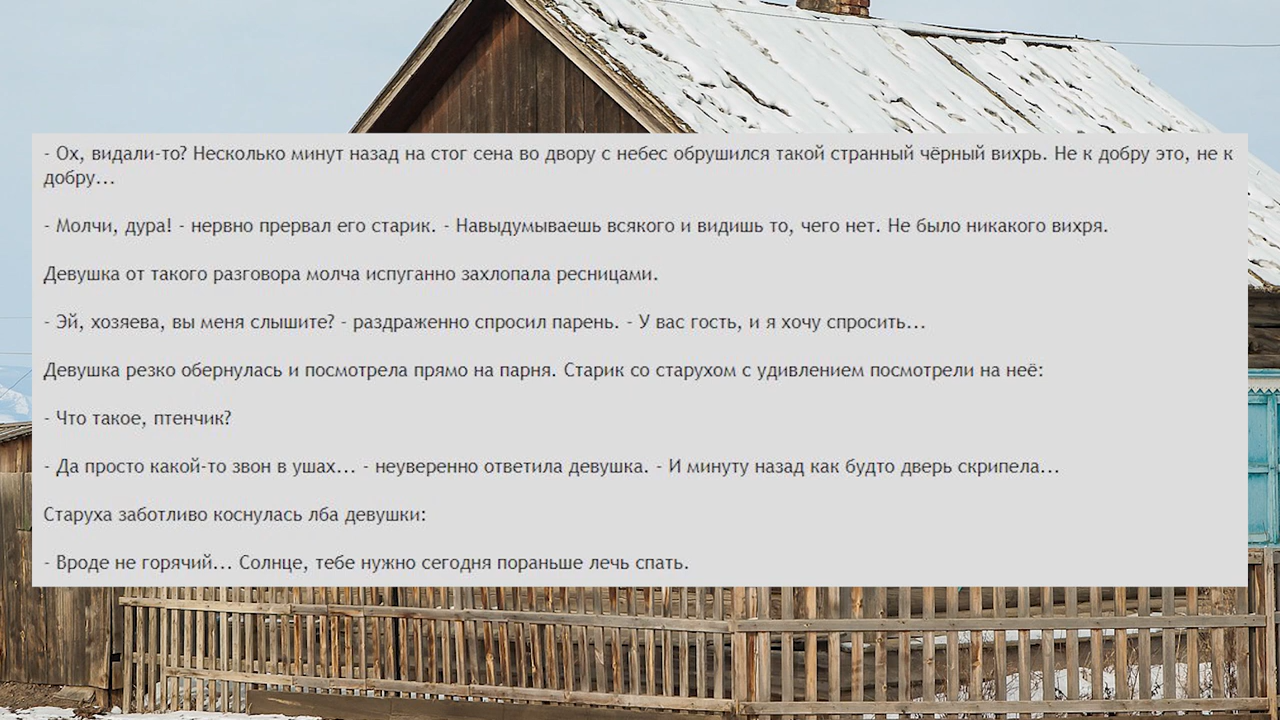 - Ох, видали-то? Несколько минут назад на стог сена во двору с небес обрушился такой странный чёрный вихрь. Не к добру это, не к
добру...
- Молчи, дура! - нервно прервал его старик. - Навыдумываешь всякого и видишь то, чего нет. Не было никакого вихря.
Девушка от такого разговора молча испуганно захлопала ресницами.
- Эй, хозяева, вы меня слышите? - раздраженно спросил парень. - У вас гость, и я хочу спросить...
Девушка резко обернулась и посмотрела прямо на парня. Старик со старухом с удивлением посмотрели на неё:
- Что такое, птенчик?
- Да просто какой-то звон в ушах... - неуверенно ответила девушка. - И минуту назад как будто дверь скрипела...
Старуха заботливо коснулась лба девушки:
- Вроде не горячий... Солнце, тебе нужно сегодня пораньше лечь спать.